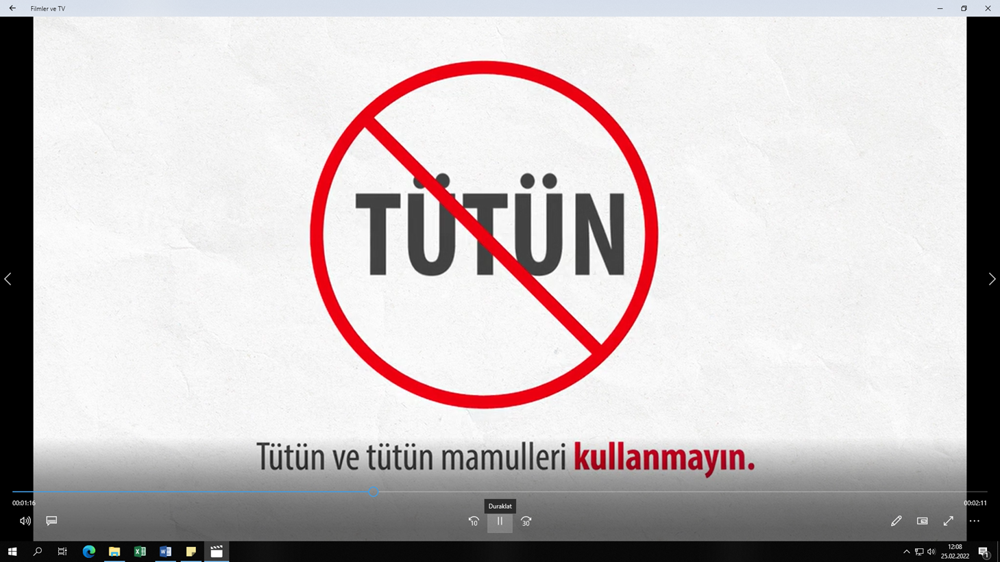 Filmler ve TV
TÜTÜN
Tütün ve tütün mamulleri kullanmayın.
00:01:16
00:02:11
Duraklat
10
30
12:08
25.02.2022
1